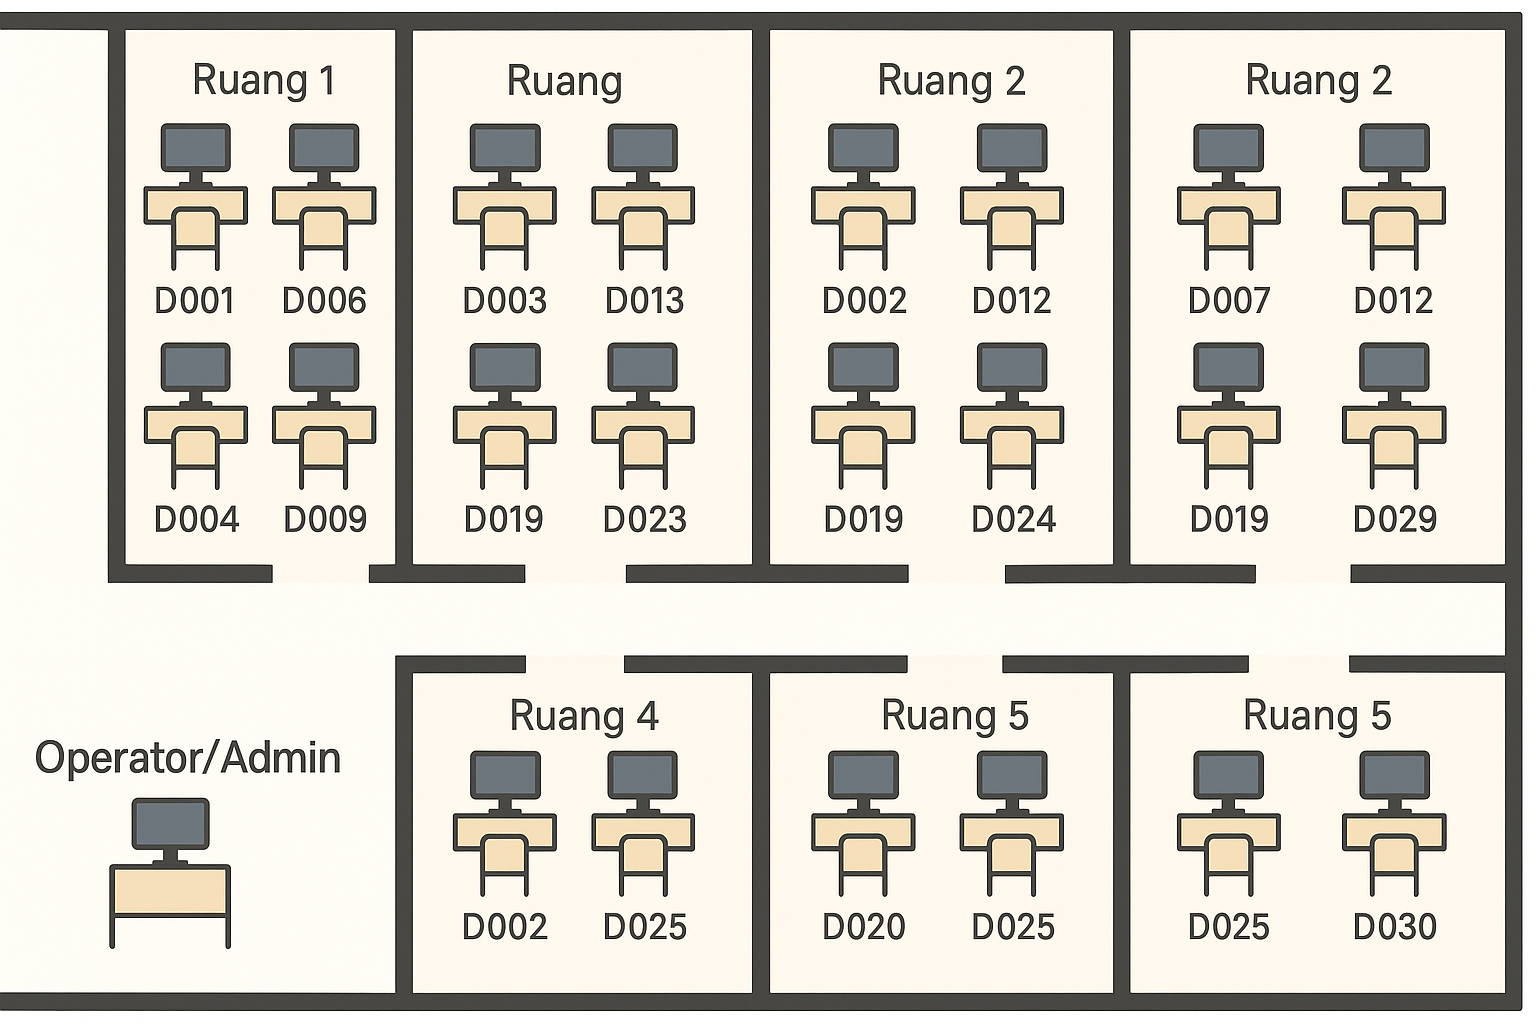 Ruang 1
D001 D006
D004 D009
Ruang
D003 D013
D019 D023
Ruang 2
D002 D012
D019 D024
Ruang 2
D007 D012
D019 D029
Operator/Admin
Ruang 4
D002 D025
Ruang 5
D020 D025
Ruang 5
D025 D030